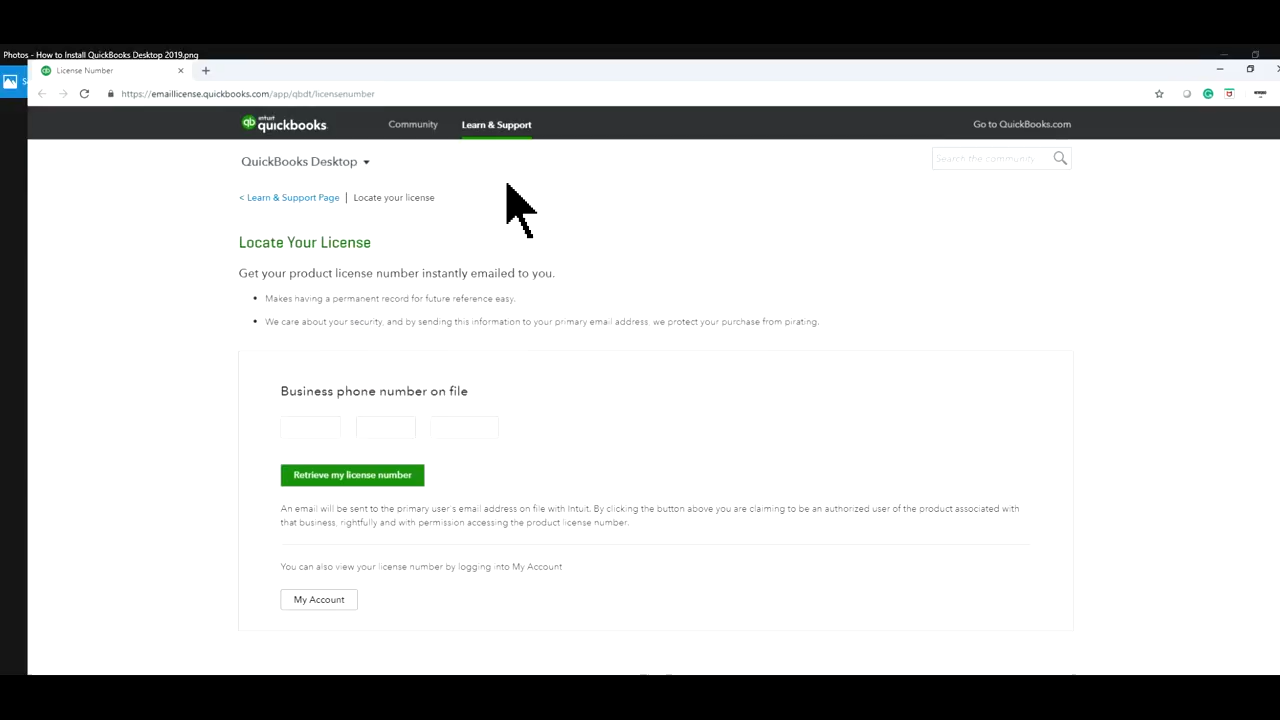 Photos - How to Install QuickBooks Desktop 2019.png
License Number
https://emaillicense.quickbooks.com/app/qbdt/licensenumber
qb intuit quickbooks. Community Learn & Support Go to QuickBooks.com
QuickBooks Desktop
Search the community
< Learn & Support Page | Locate your license
Locate Your License
Get your product license number instantly emailed to you.
• Makes having a permanent record for future reference easy.
• We care about your security, and by sending this information to your primary email address, we protect your purchase from pirating.
Business phone number on file
Retrieve my license number
An email will be sent to the primary user's email address on file with Intuit. By clicking the button above you are claiming to be an authorized user of the product associated with
that business, rightfully and with permission accessing the product license number.
You can also view your license number by logging into My Account
My Account